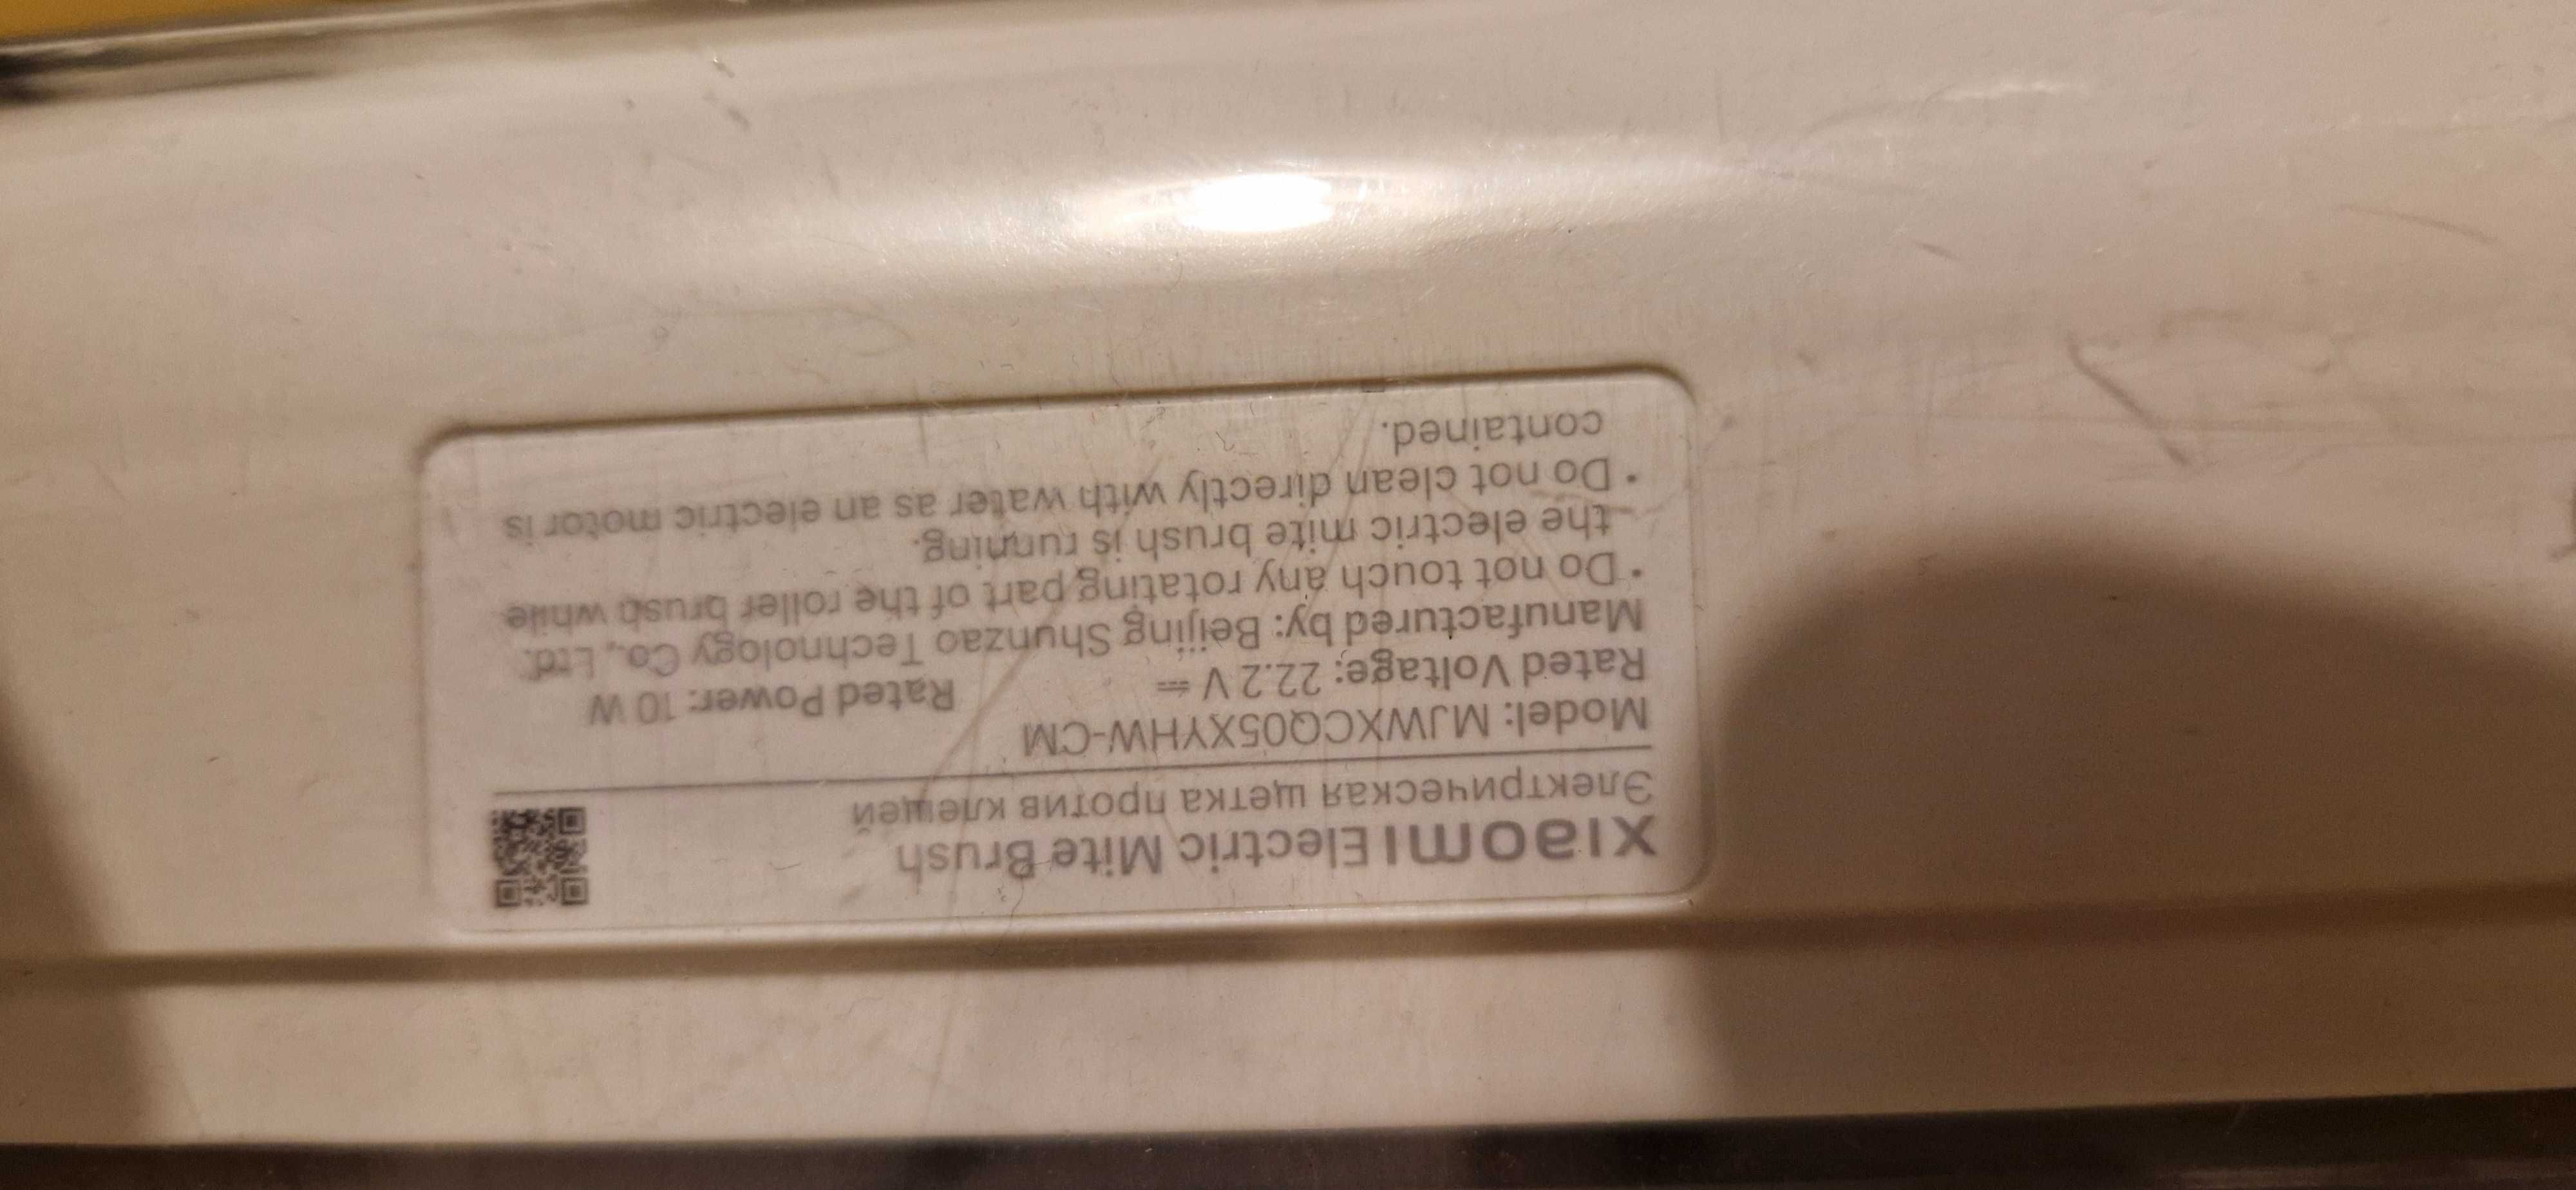 xiaomi Electric Mite Brush
Электрическая щетка против клещей
Model: MJWXCQ05XYHW-CM
Rated Voltage: 22.2 V ⎓ Rated Power: 10 W
Manufactured by: Beijing Shunzao Technology Co., Ltd.
• Do not touch any rotating part of the roller brush while
the electric mite brush is running.
• Do not clean directly with water as an electric motor is
contained.